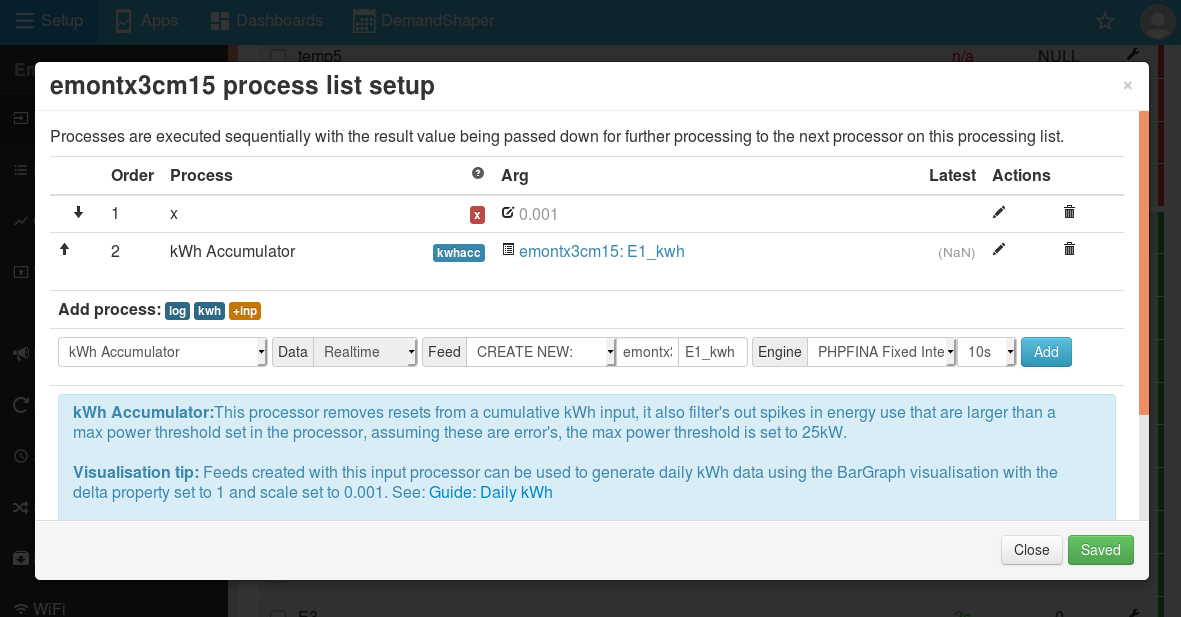 Setup Apps Dashboards DemandShaper
temp5 n/a NULL
emontx3cm15 process list setup ×
Processes are executed sequentially with the result value being passed down for further processing to the next processor on this processing list.
Order Process Arg Latest Actions
1 x x 0.001
2 kWh Accumulator kwhacc emontx3cm15: E1_kwh (NaN)
Add process: log kwh +inp
kWh Accumulator Data Realtime Feed CREATE NEW: emontx: E1_kwh Engine PHPFINA Fixed Inte 10s Add
kWh Accumulator:This processor removes resets from a cumulative kWh input, it also filter's out spikes in energy use that are larger than a
max power threshold set in the processor, assuming these are error's, the max power threshold is set to 25kW.
Visualisation tip: Feeds created with this input processor can be used to generate daily kWh data using the BarGraph visualisation with the
delta property set to 1 and scale set to 0.001. See: Guide: Daily kWh
Close Saved
WiFi